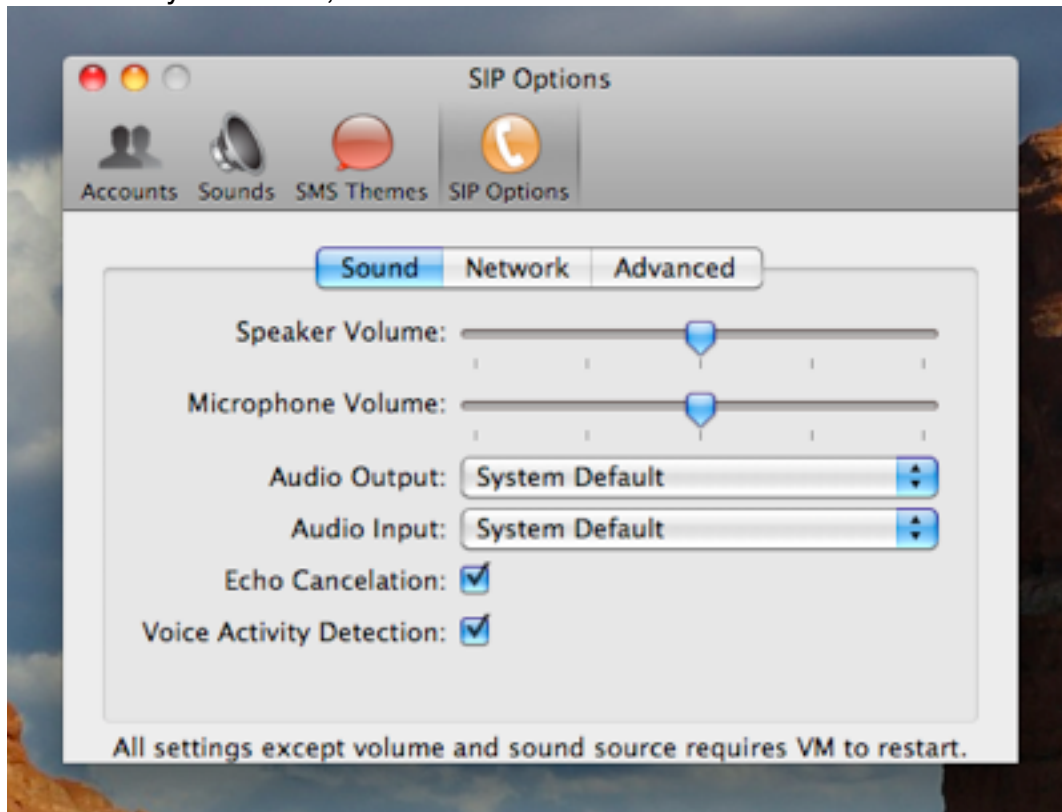 SIP Options
Accounts Sounds SMS Themes SIP Options
Sound Network Advanced
Speaker Volume:
Microphone Volume:
Audio Output: System Default
Audio Input: System Default
Echo Cancelation:
Voice Activity Detection:
All settings except volume and sound source requires VM to restart.